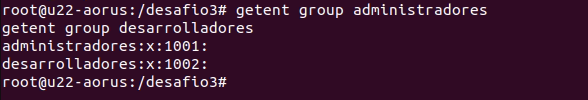 root@u22-aorus:/desafio3# getent group administradores
getent group desarrolladores
administradores:x:1001:
desarrolladores:x:1002:
root@u22-aorus:/desafio3#